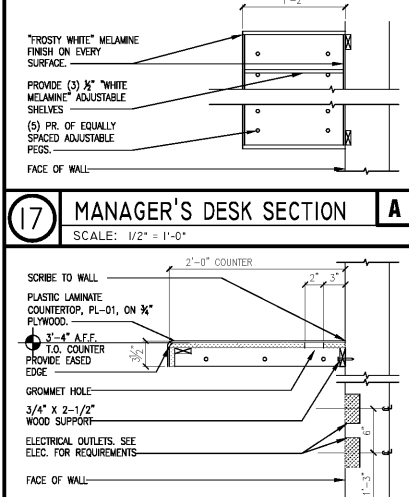 1'-2"
"FROSTY WHITE" MELAMINE
FINISH ON EVERY
SURFACE.
PROVIDE (3) ½" "WHITE
MELAMINE" ADJUSTABLE
SHELVES
(5) PR. OF EQUALLY
SPACED ADJUSTABLE
PEGS.
FACE OF WALL
17 MANAGER'S DESK SECTION A
SCALE: 1/2" = 1'-0"
2'-0" COUNTER
SCRIBE TO WALL
2" 3"
PLASTIC LAMINATE
COUNTERTOP, PL-01, ON ¾"
PLYWOOD.
3'-4" A.F.F.
T.O. COUNTER
3½"
PROVIDE EASED
EDGE
GROMMET HOLE
3/4" X 2-1/2"
WOOD SUPPORT
ELECTRICAL OUTLETS. SEE
ELEC. FOR REQUIREMENTS
6"
FACE OF WALL
1'-3"